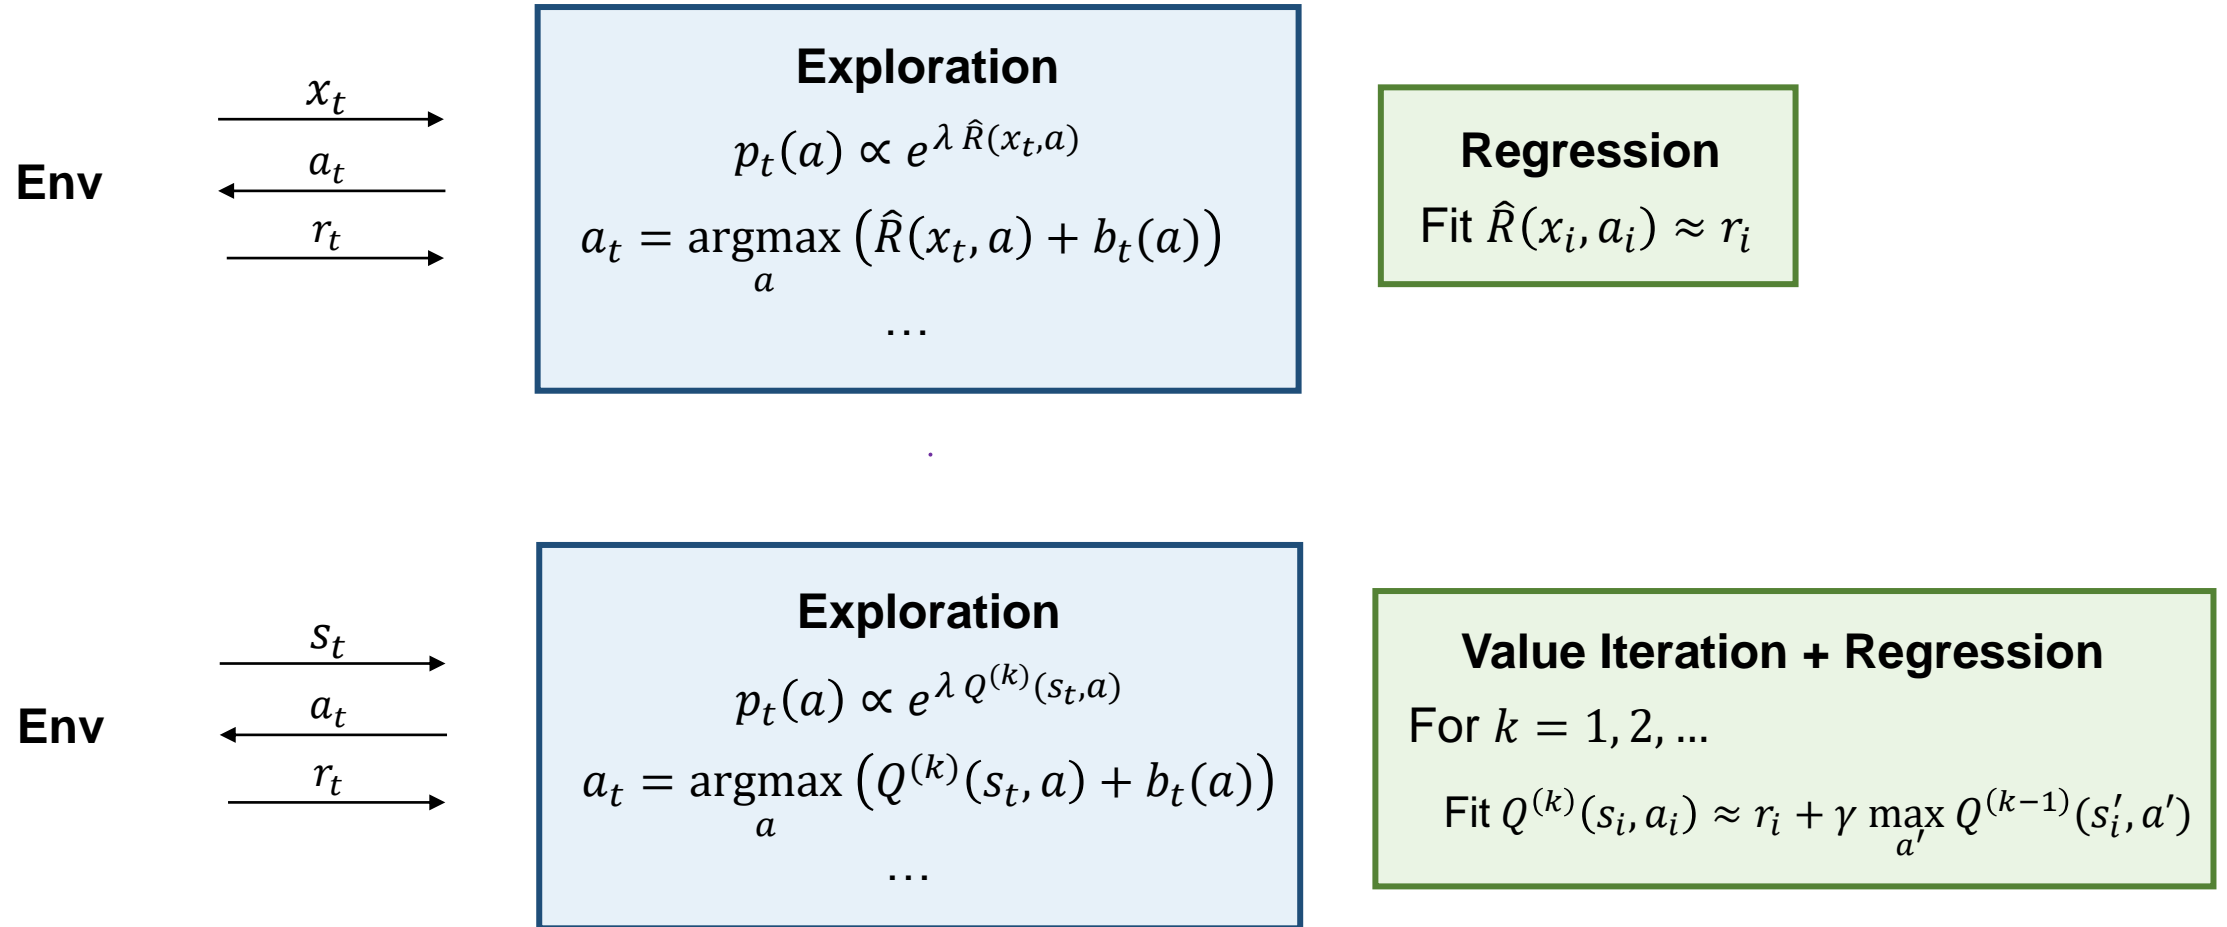 Env
x_t
a_t
r_t
Exploration
p_t(a) ∝ e^{λ R̂(x_t,a)}
a_t = argmax_a (R̂(x_t, a) + b_t(a))
…
Regression
Fit R̂(x_i, a_i) ≈ r_i
Env
s_t
a_t
r_t
Exploration
p_t(a) ∝ e^{λ Q^{(k)}(s_t,a)}
a_t = argmax_a (Q^{(k)}(s_t, a) + b_t(a))
…
Value Iteration + Regression
For k = 1, 2, …
Fit Q^{(k)}(s_i, a_i) ≈ r_i + γ max_{a′} Q^{(k−1)}(s_i′, a′)